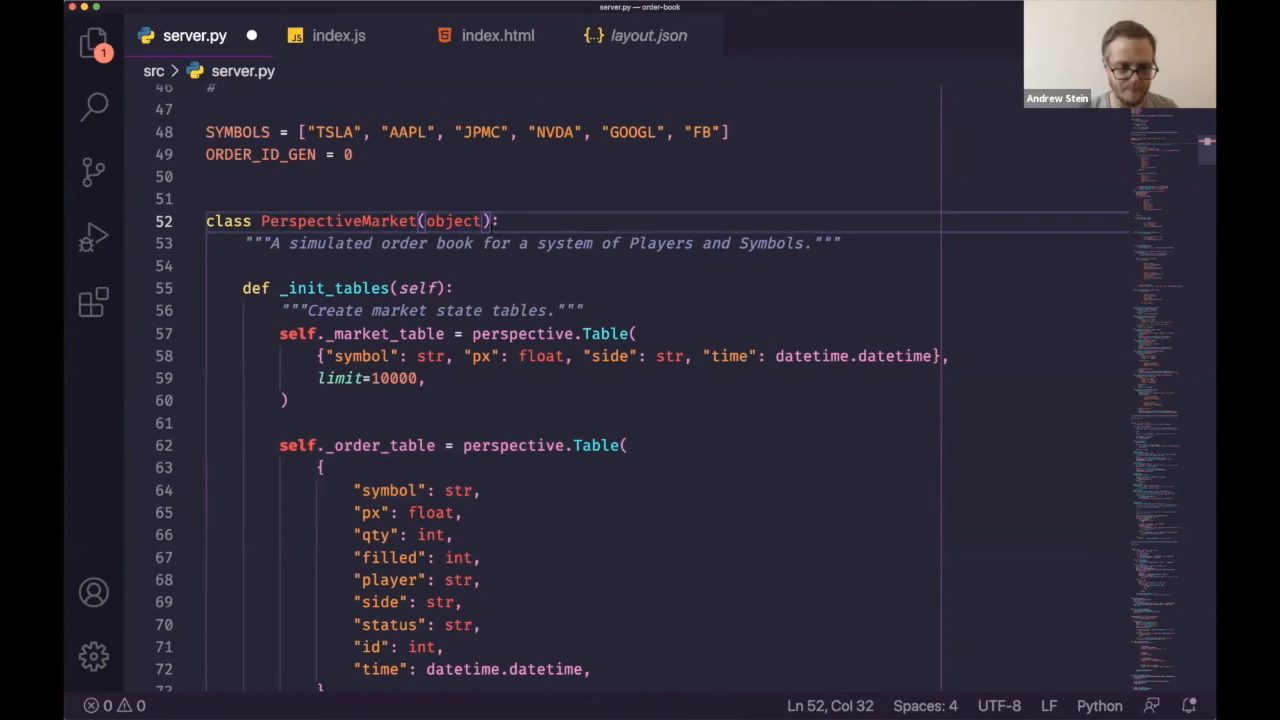 server.py — order-book
server.py
index.js
index.html
layout.json
1
src > server.py
Andrew Stein
46 #
47
48 SYMBOLS = ["TSLA", "AAPL", "JPMC", "NVDA", "GOOGL", "FB"]
49 ORDER_ID_GEN = 0
50
51
52 class PerspectiveMarket(object):
53 """A simulated order book for a system of Players and Symbols."""
54
55 def _init_tables(self):
56 """Create market state tables."""
57 self._market_table = perspective.Table(
58 {"symbol": str, "px": float, "side": str, "time": datetime.datetime},
59 limit=10000,
60 )
61
62 self._order_table = perspective.Table(
63 {
64 "symbol": str,
65 "px": float,
66 "qty": int,
67 "filled": int,
68 "player": str,
69 "side": str,
70 "status": str,
71 "id": int,
72 "time": datetime.datetime,
73 }
0 0
Ln 52, Col 32
Spaces: 4
UTF-8
LF
Python